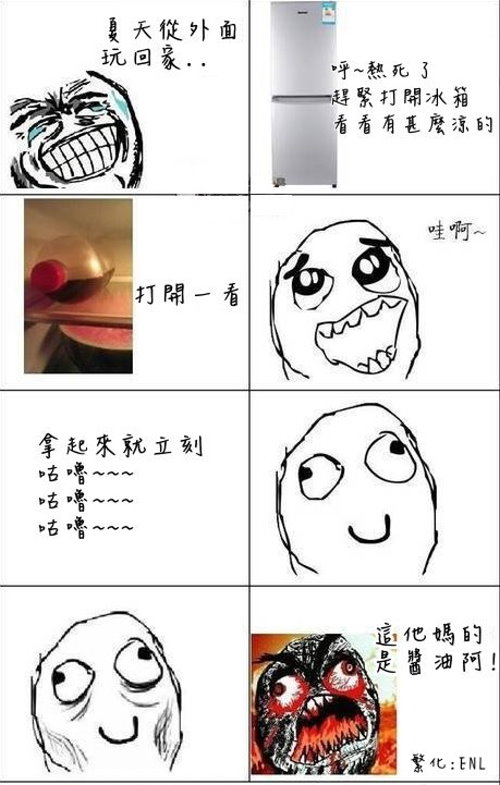 夏天從外面
玩回家..
呼~熱死了
趕緊打開冰箱
看看有甚麼涼的
打開一看
哇啊~
拿起來就立刻
咕嚕~~~
咕嚕~~~
咕嚕~~~
這他媽的
是醬油阿!
繁化:ENL